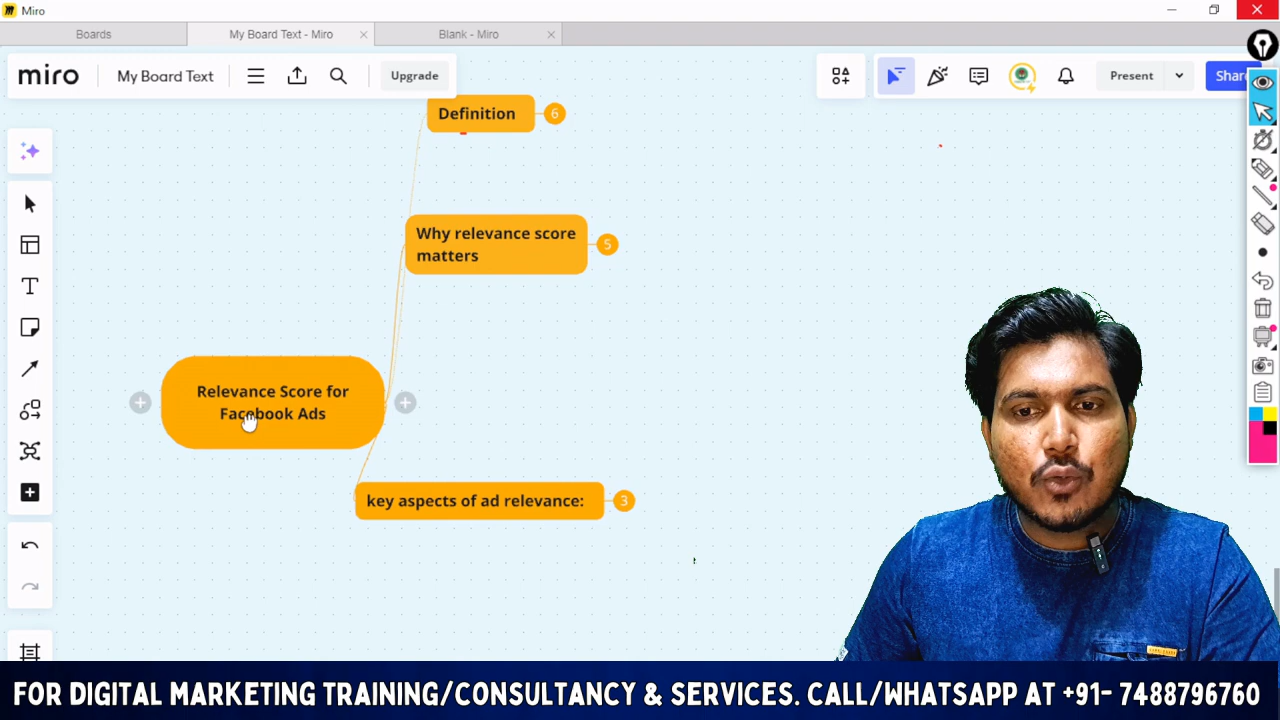 Miro
Boards
My Board Text - Miro
Blank - Miro
miro
My Board Text
Upgrade
Present
Share
Definition
6
Why relevance score
matters
5
Relevance Score for
Facebook Ads
key aspects of ad relevance:
3
FOR DIGITAL MARKETING TRAINING/CONSULTANCY & SERVICES. CALL/WHATSAPP AT +91- 7488796760